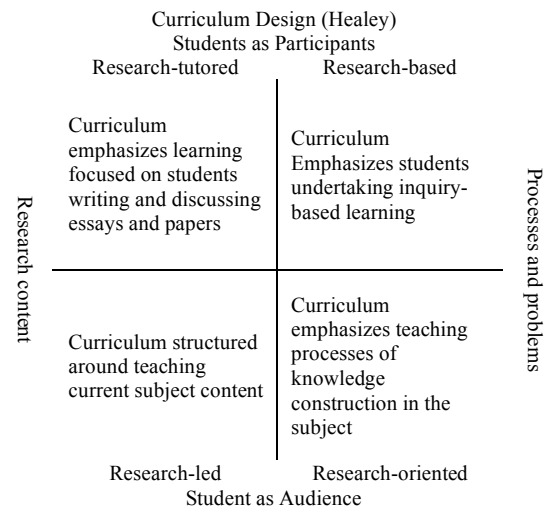 Curriculum Design (Healey)
Students as Participants
Research-tutored
Research-based
Curriculum
emphasizes learning
focused on students
writing and discussing
essays and papers
Curriculum
Emphasizes students
undertaking inquiry-
based learning
Research content
Processes and problems
Curriculum structured
around teaching
current subject content
Curriculum
emphasizes teaching
processes of
knowledge
construction in the
subject
Research-led
Research-oriented
Student as Audience